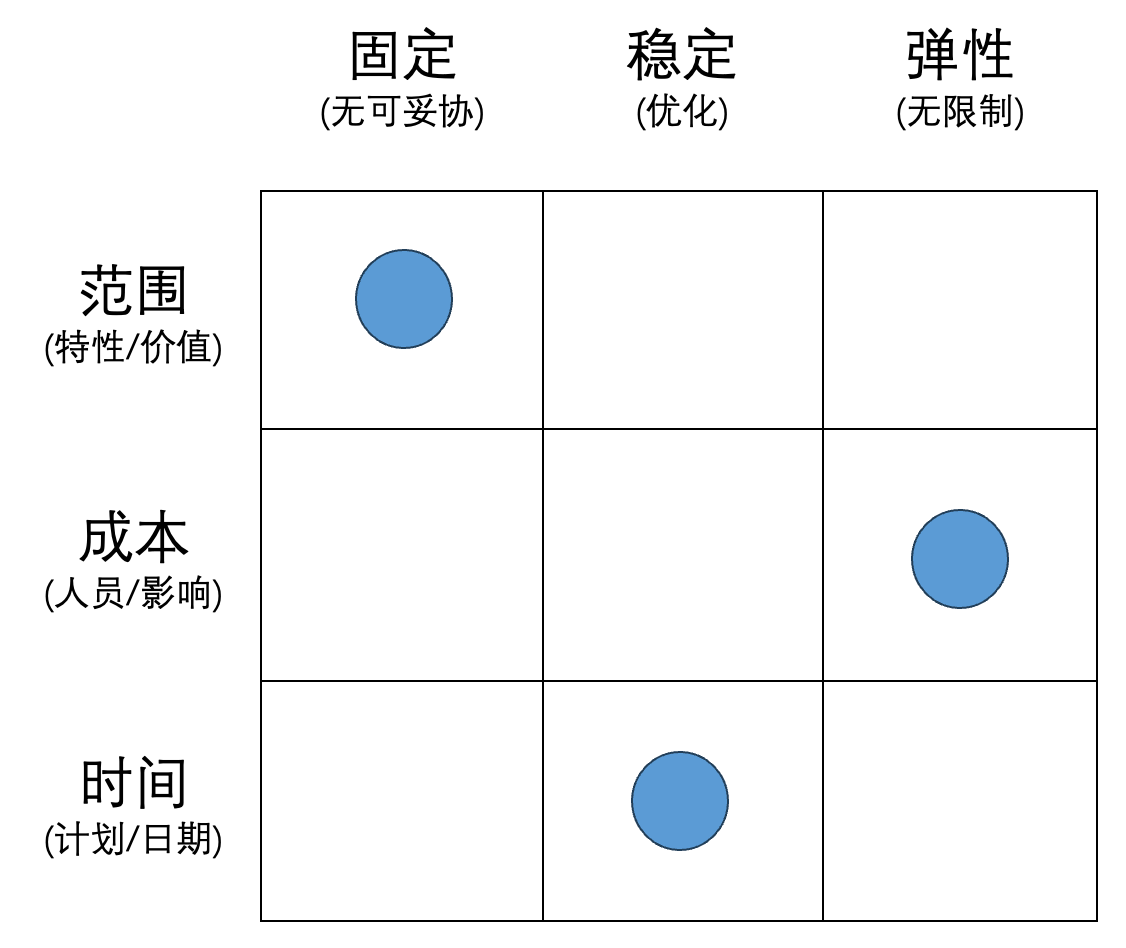 固定 稳定 弹性
(无可妥协) (优化) (无限制)
范围
(特性/价值)
成本
(人员/影响)
时间
(计划/日期)